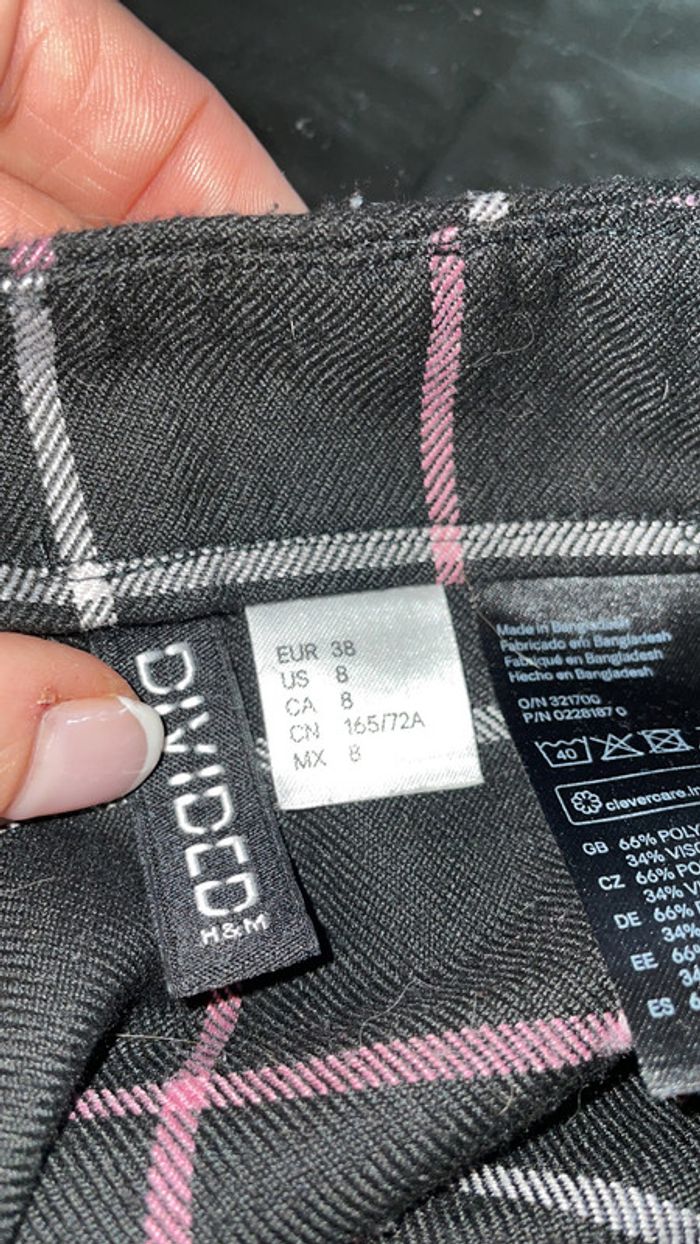 DIVIDED
H&M
EUR 38
US 8
CA 8
CN 165/72A
MX 8
Made in Bangladesh
Fabricado em Bangladesh
Fabriqué en Bangladesh
Hecho en Bangladesh
O/N 321700
P/N 0228187 0
40
clevercare.in
GB 66% POLY
34% VISC
CZ 66% PO
34% V
DE 66%
34%
EE 66%
ES